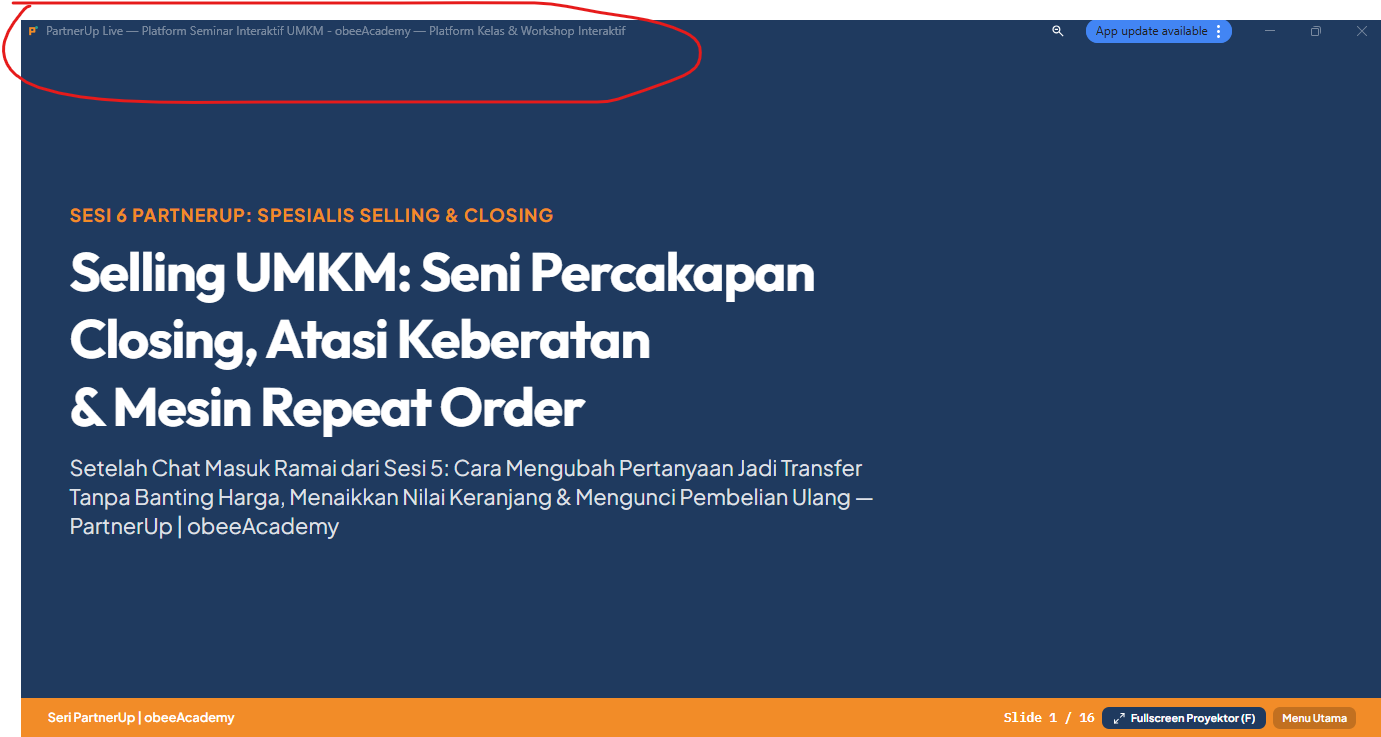 PartnerUp Live — Platform Seminar Interaktif UMKM - obeeAcademy — Platform Kelas & Workshop Interaktif
App update available
SESI 6 PARTNERUP: SPESIALIS SELLING & CLOSING
Selling UMKM: Seni Percakapan
Closing, Atasi Keberatan
& Mesin Repeat Order
Setelah Chat Masuk Ramai dari Sesi 5: Cara Mengubah Pertanyaan Jadi Transfer
Tanpa Banting Harga, Menaikkan Nilai Keranjang & Mengunci Pembelian Ulang —
PartnerUp | obeeAcademy
Seri PartnerUp | obeeAcademy
Slide 1 / 16
Fullscreen Proyektor (F)
Menu Utama